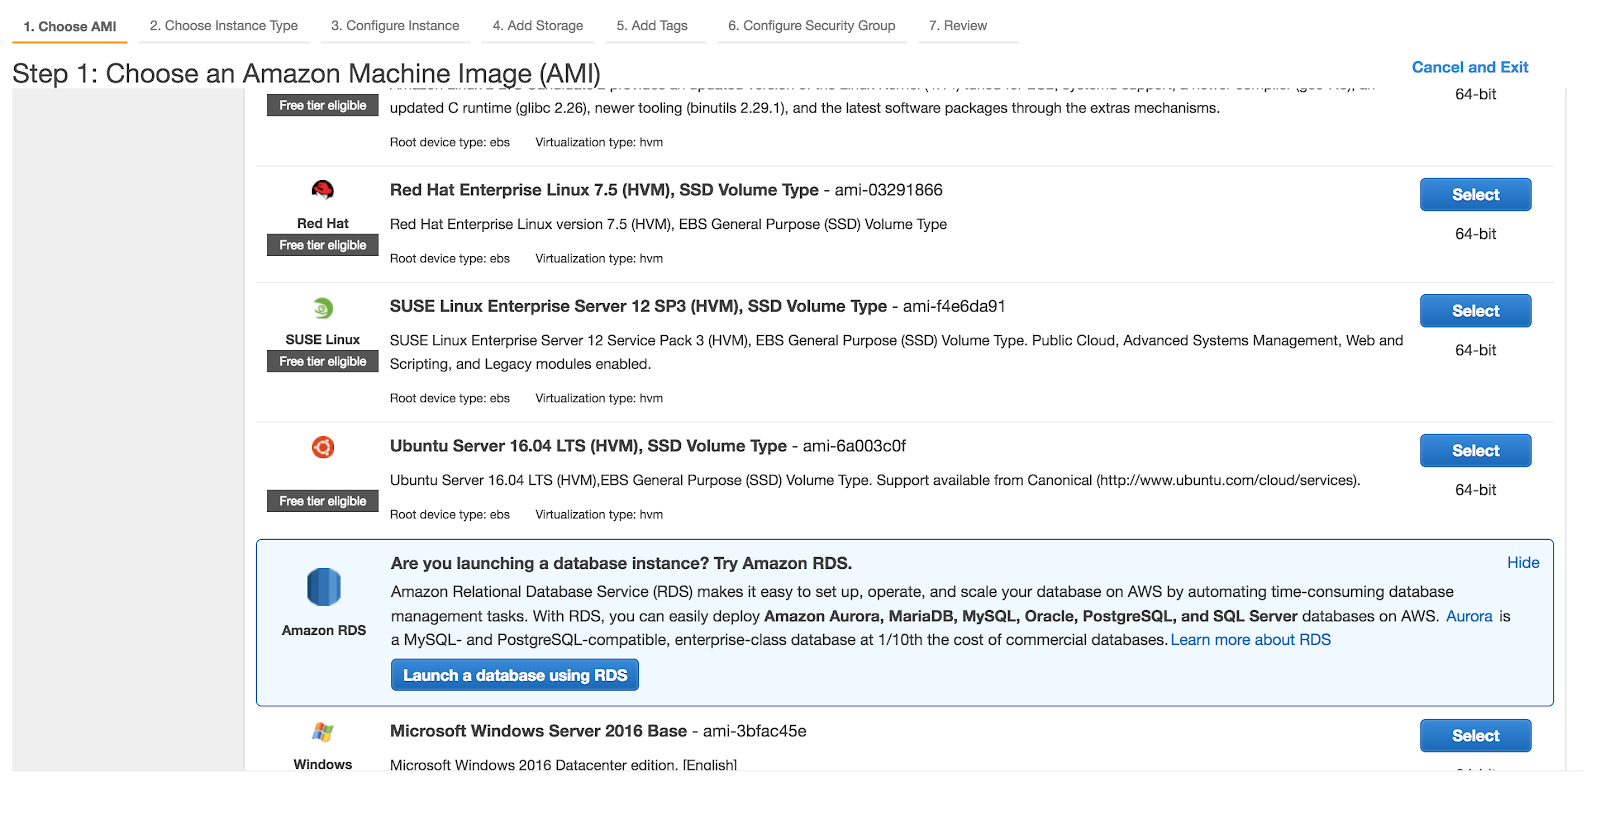 1. Choose AMI 2. Choose Instance Type 3. Configure Instance 4. Add Storage 5. Add Tags 6. Configure Security Group 7. Review
Step 1: Choose an Amazon Machine Image (AMI)
Cancel and Exit
Free tier eligible
64-bit
updated C runtime (glibc 2.26), newer tooling (binutils 2.29.1), and the latest software packages through the extras mechanisms.
Root device type: ebs Virtualization type: hvm
Red Hat Enterprise Linux 7.5 (HVM), SSD Volume Type - ami-03291866
Select
Red Hat
Red Hat Enterprise Linux version 7.5 (HVM), EBS General Purpose (SSD) Volume Type
64-bit
Free tier eligible
Root device type: ebs Virtualization type: hvm
SUSE Linux Enterprise Server 12 SP3 (HVM), SSD Volume Type - ami-f4e6da91
Select
SUSE Linux
SUSE Linux Enterprise Server 12 Service Pack 3 (HVM), EBS General Purpose (SSD) Volume Type. Public Cloud, Advanced Systems Management, Web and
Scripting, and Legacy modules enabled.
64-bit
Free tier eligible
Root device type: ebs Virtualization type: hvm
Ubuntu Server 16.04 LTS (HVM), SSD Volume Type - ami-6a003c0f
Select
Ubuntu Server 16.04 LTS (HVM),EBS General Purpose (SSD) Volume Type. Support available from Canonical (http://www.ubuntu.com/cloud/services).
64-bit
Free tier eligible
Root device type: ebs Virtualization type: hvm
Are you launching a database instance? Try Amazon RDS.
Hide
Amazon RDS
Amazon Relational Database Service (RDS) makes it easy to set up, operate, and scale your database on AWS by automating time-consuming database
management tasks. With RDS, you can easily deploy Amazon Aurora, MariaDB, MySQL, Oracle, PostgreSQL, and SQL Server databases on AWS. Aurora is
a MySQL- and PostgreSQL-compatible, enterprise-class database at 1/10th the cost of commercial databases. Learn more about RDS
Launch a database using RDS
Microsoft Windows Server 2016 Base - ami-3bfac45e
Select
Windows
Microsoft Windows 2016 Datacenter edition. [English]